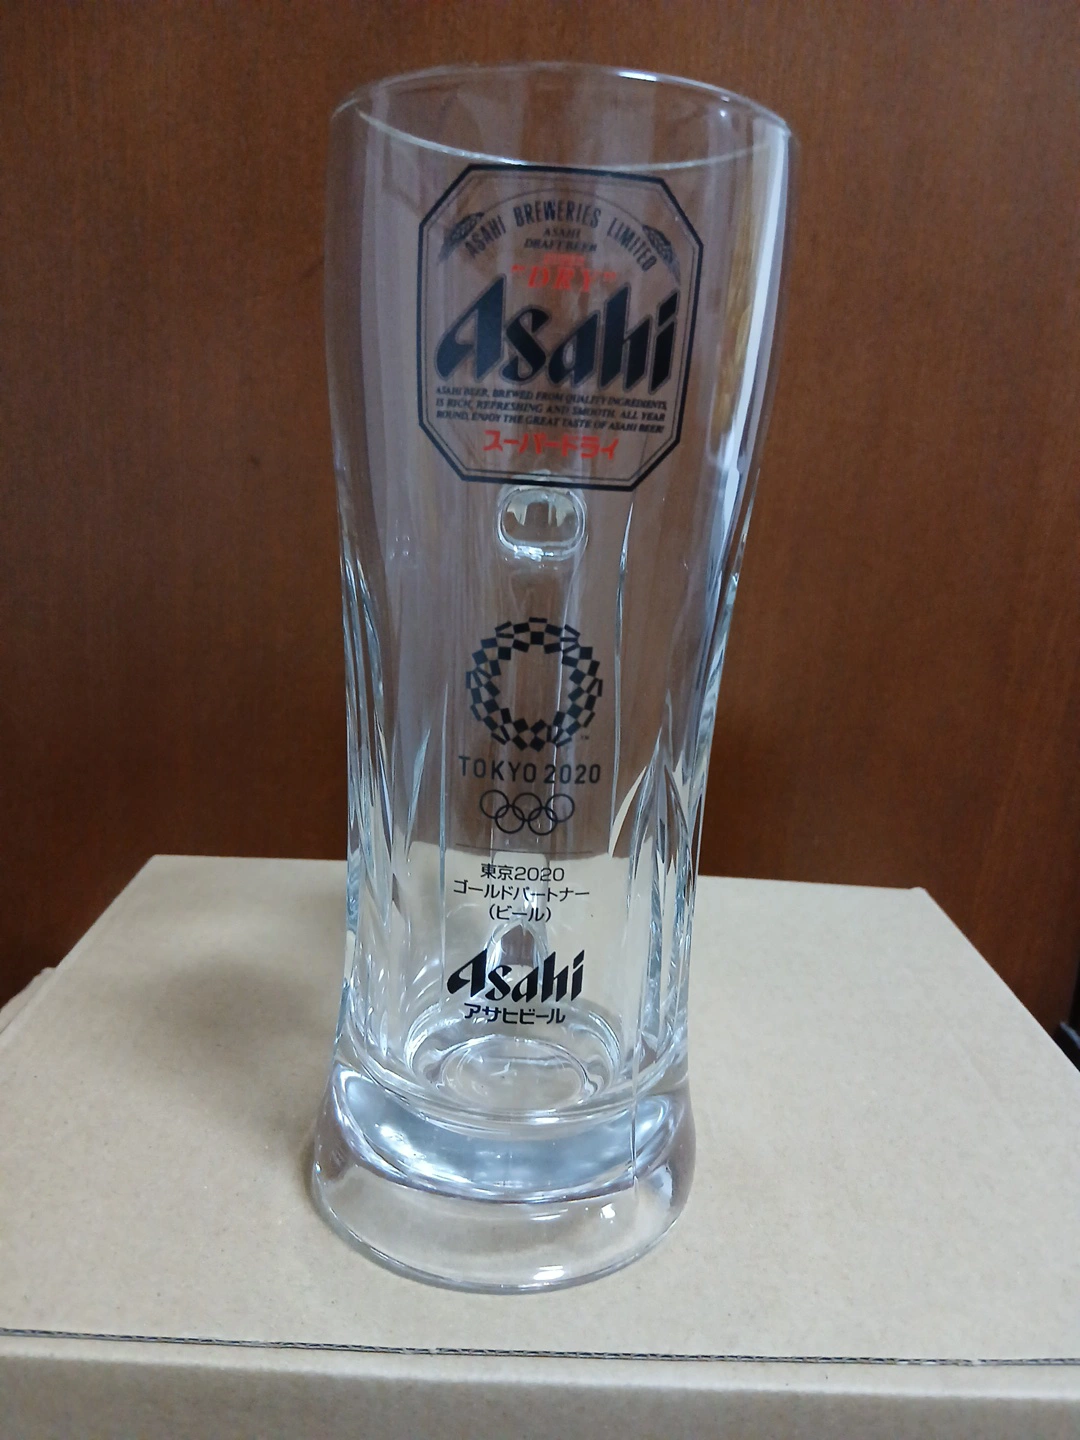 ASAHI BREWERIES LIMITED
ASAHI
DRAFT BEER
"DRY"
Asahi
ASAHI BEER, BREWED FROM QUALITY INGREDIENTS,
IS RICH, REFRESHING AND SMOOTH. ALL YEAR
ROUND, ENJOY THE GREAT TASTE OF ASAHI BEER!
スーパードライ
TM
TOKYO 2020
東京2020
ゴールドパートナー
(ビール)
Asahi
アサヒビール